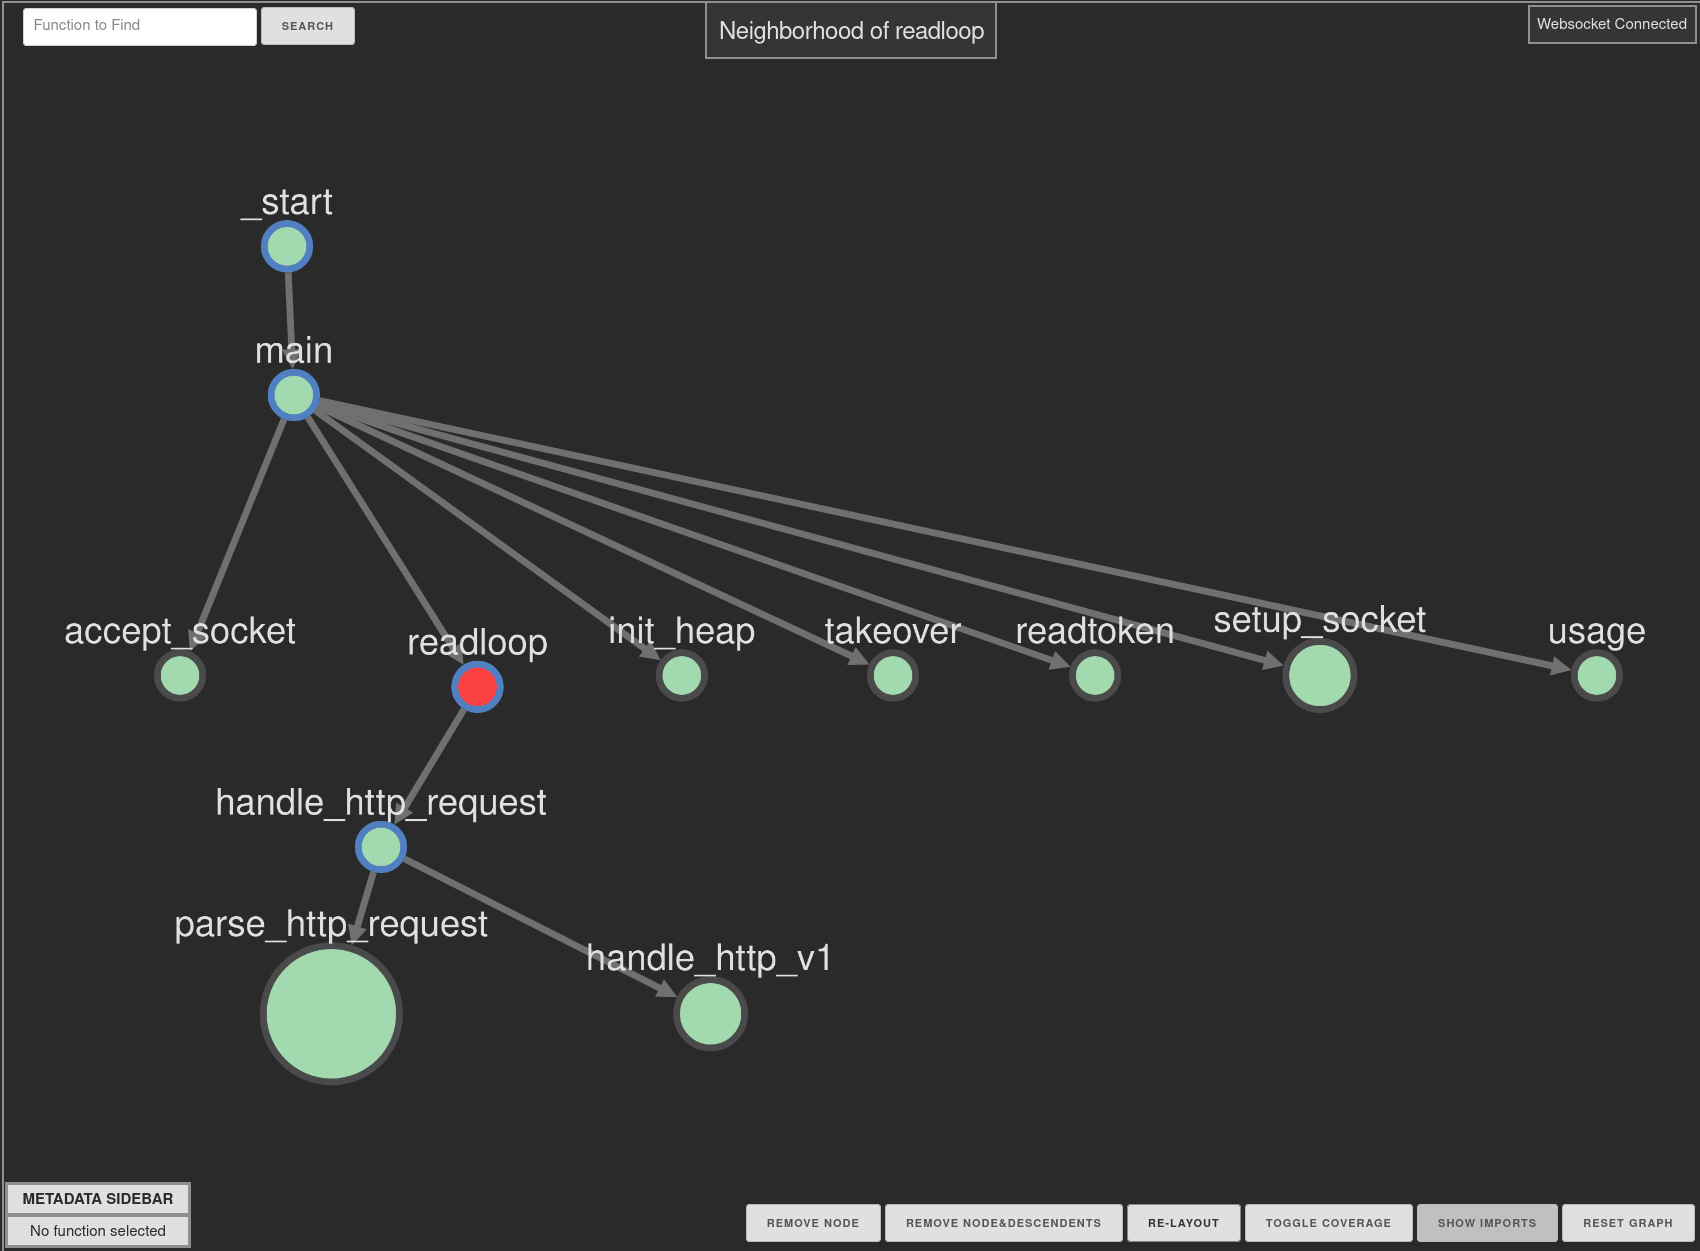 Function to Find
SEARCH
Neighborhood of readloop
Websocket Connected
_start
main
accept_socket
readloop
init_heap
takeover
readtoken
setup_socket
usage
handle_http_request
parse_http_request
handle_http_v1
METADATA SIDEBAR
No function selected
REMOVE NODE
REMOVE NODE&DESCENDENTS
RE-LAYOUT
TOGGLE COVERAGE
SHOW IMPORTS
RESET GRAPH